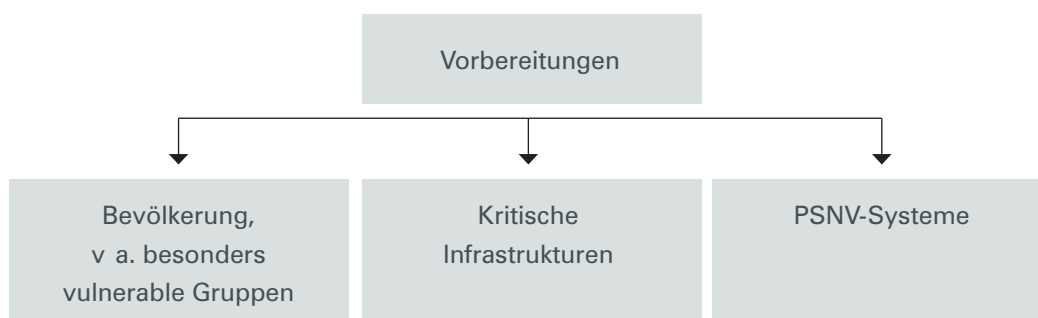 Vorbereitungen
Bevölkerung,
v a. besonders
vulnerable Gruppen
Kritische
Infrastrukturen
PSNV-Systeme